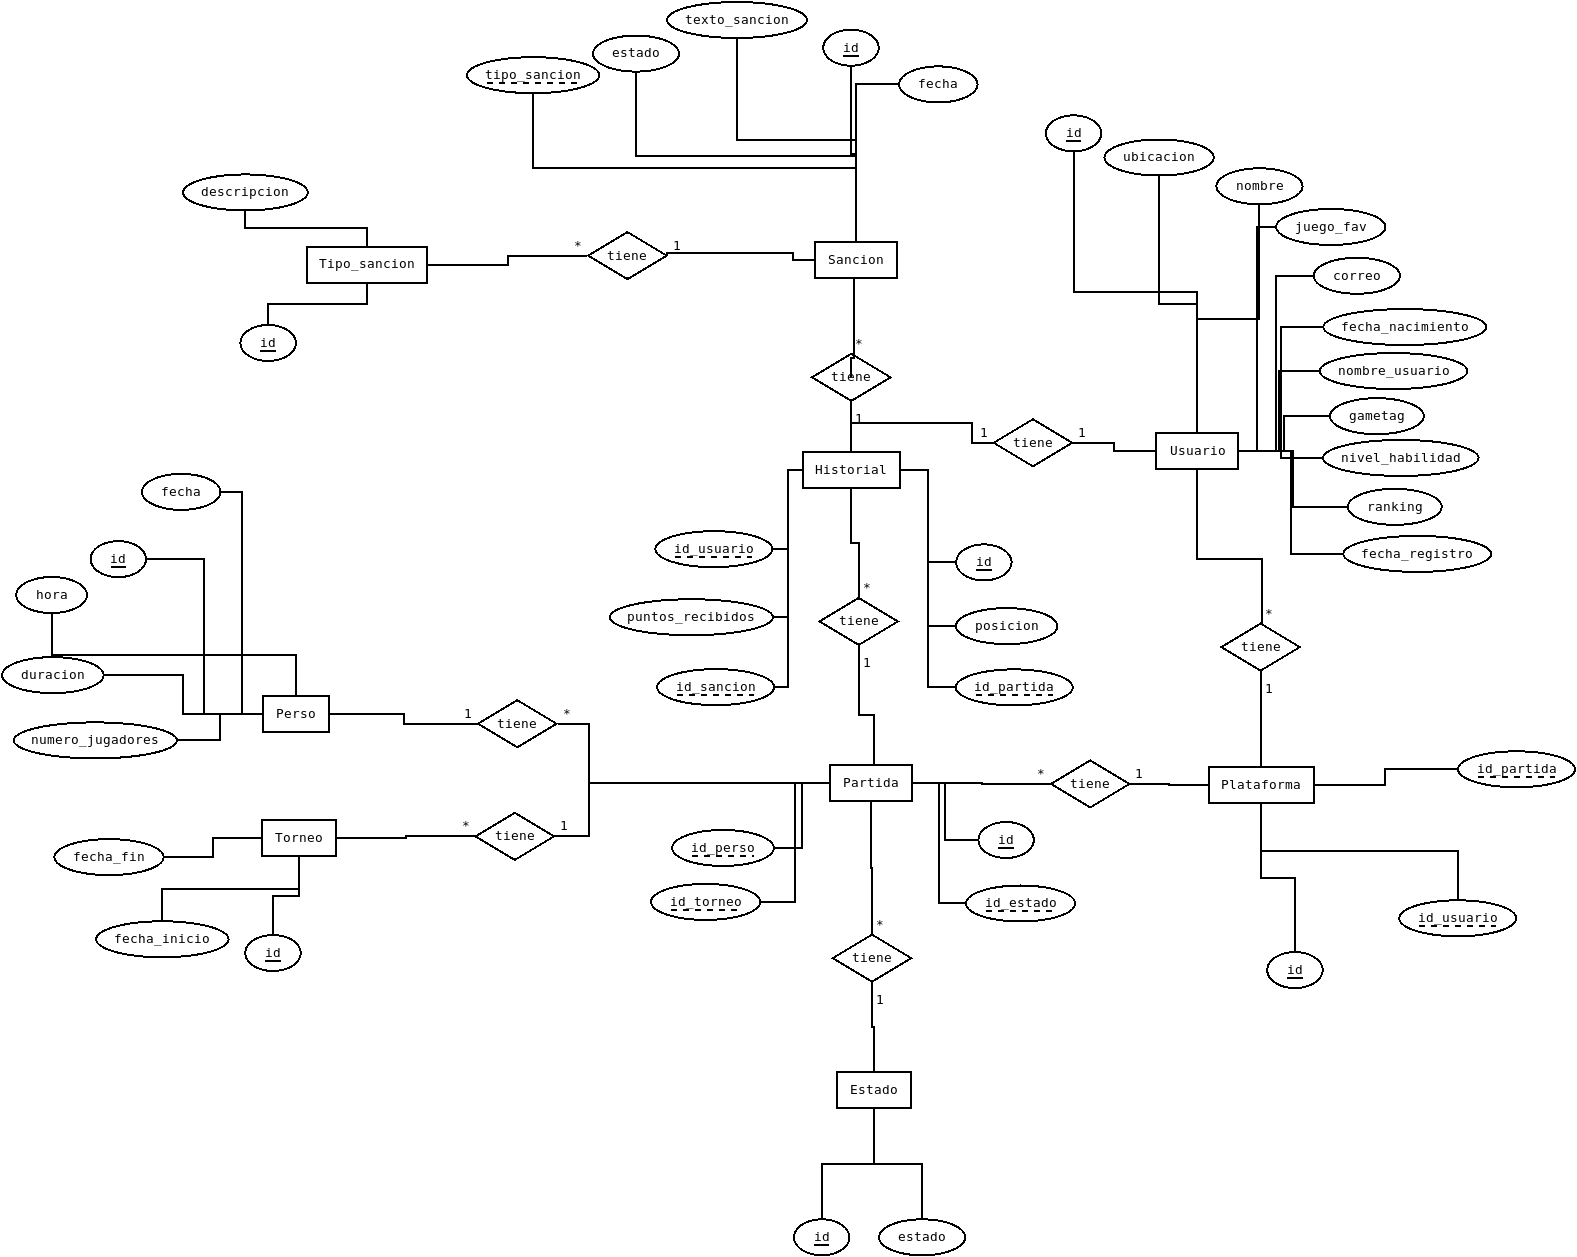 texto_sancion
id
estado
tipo_sancion
fecha
id
ubicacion
nombre
descripcion
juego_fav
* tiene 1
Tipo_sancion
Sancion
correo
fecha_nacimiento
id
*
nombre_usuario
tiene
gametag
1
1 tiene 1
Usuario
nivel_habilidad
Historial
fecha
ranking
id_usuario
fecha_registro
id
id
hora
*
puntos_recibidos
tiene
posicion
*
tiene
1
duracion
id_sancion
id_partida
1
Perso
1 tiene *
numero_jugadores
id_partida
Partida
* tiene 1
Plataforma
Torneo
* tiene 1
id_perso
id
fecha_fin
id_torneo
id_estado
id_usuario
fecha_inicio
id
*
tiene
1
id
Estado
id
estado